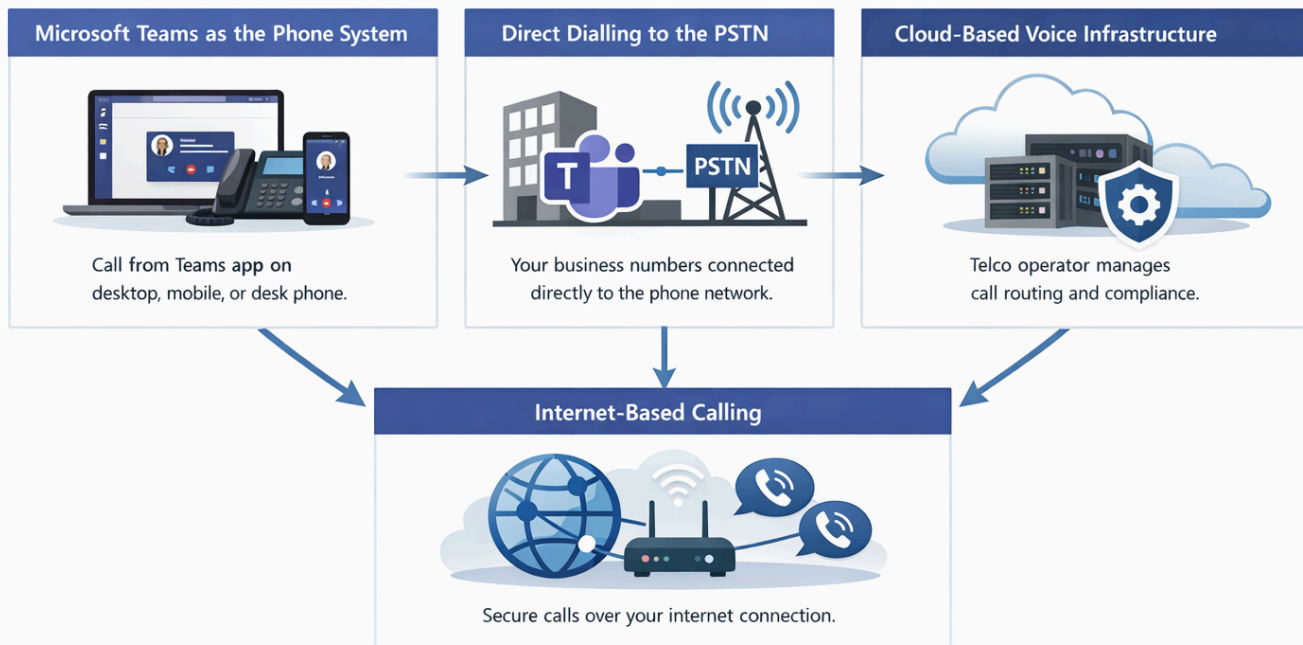 Microsoft Teams as the Phone System
Call from Teams app on
desktop, mobile, or desk phone.
Direct Dialling to the PSTN
T
PSTN
Your business numbers connected
directly to the phone network.
Cloud-Based Voice Infrastructure
Telco operator manages
call routing and compliance.
Internet-Based Calling
Secure calls over your internet connection.